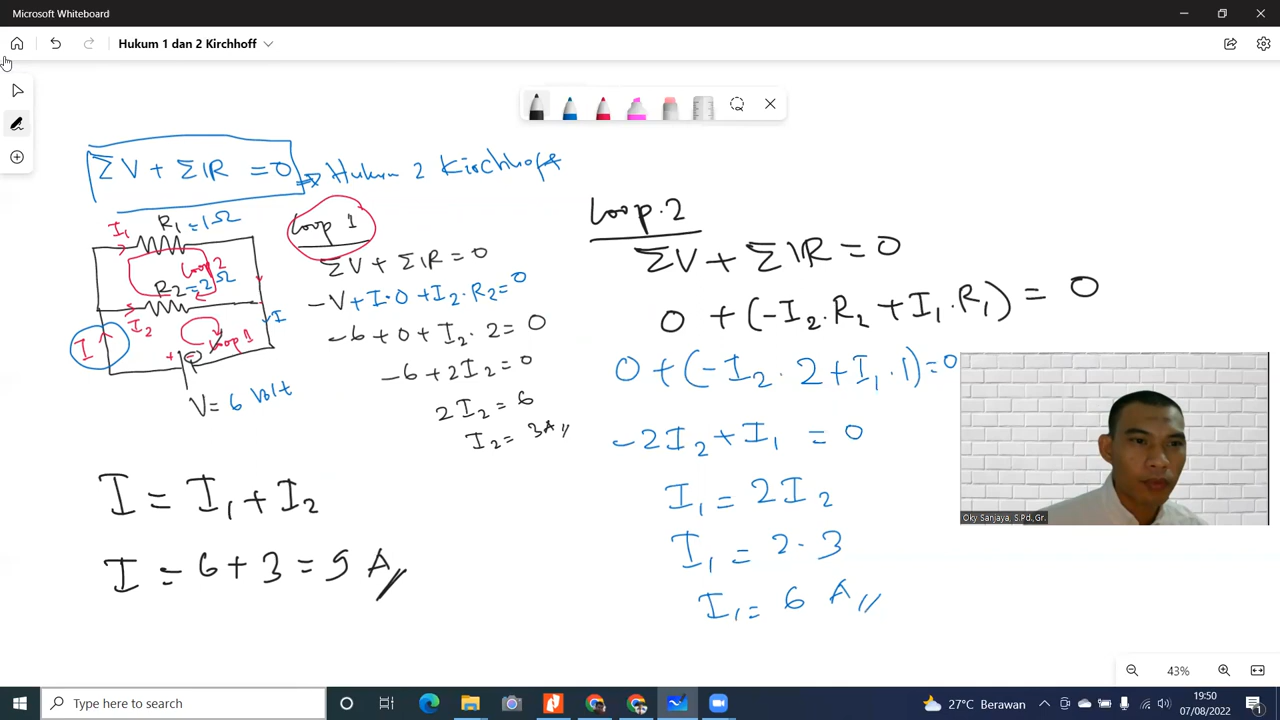 Microsoft Whiteboard
Hukum 1 dan 2 Kirchhoff
ΣV + ΣIR = 0 ⇒ Hukum 2 Kirchhoff
I₁
R₁ = 1Ω
Loop 2
R₂ = 2Ω
I₂
I
I
Loop 1
+ -
V = 6 Volt
Loop 1
ΣV + ΣIR = 0
-V + I·0 + I₂·R₂ = 0
-6 + 0 + I₂ · 2 = 0
-6 + 2I₂ = 0
2I₂ = 6
I₂ = 3A //
I = I₁ + I₂
I = 6 + 3 = 9 A //
Loop.2
ΣV + ΣIR = 0
0 + (-I₂·R₂ + I₁·R₁) = 0
0 + (-I₂ · 2 + I₁ · 1) = 0
-2I₂ + I₁ = 0
I₁ = 2I₂
I₁ = 2·3
I₁ = 6 A //
Oky Sanjaya, S.Pd.,Gr.
43%
Type here to search
27°C Berawan
19:50
07/08/2022
1